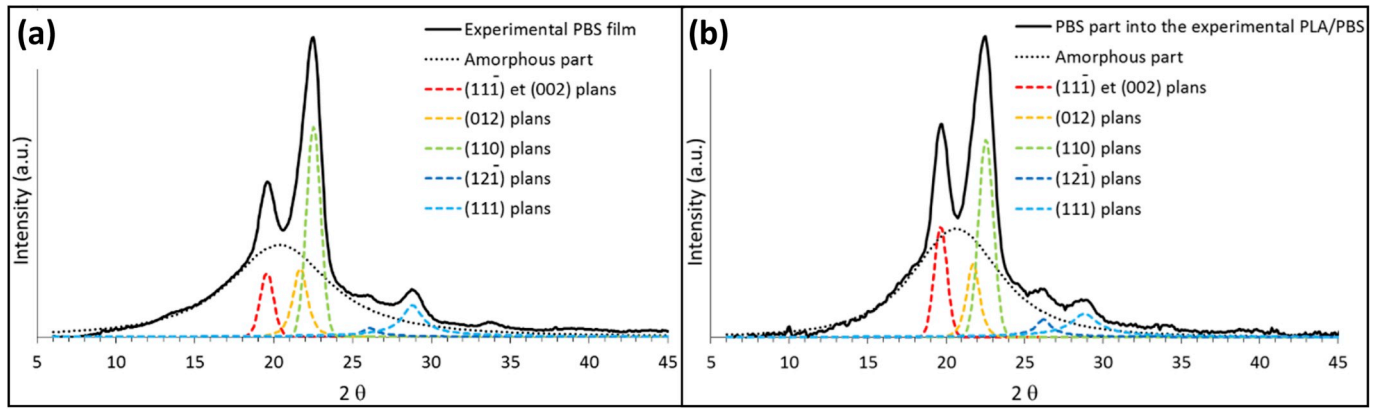 (a)
Experimental PBS film
Amorphous part
(111̄) et (002) plans
(012) plans
(110) plans
(121̄) plans
(111) plans
Intensity (a.u.)
5 10 15 20 25 30 35 40 45
2 θ
(b)
PBS part into the experimental PLA/PBS
Amorphous part
(111̄) et (002) plans
(012) plans
(110) plans
(121̄) plans
(111) plans
Intensity (a.u.)
5 10 15 20 25 30 35 40 45
2 θ